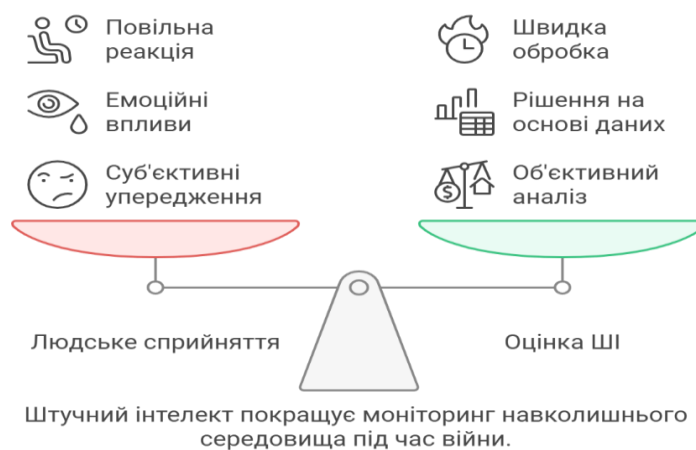 Повільна
реакція
Емоційні
впливи
Суб'єктивні
упередження
Швидка
обробка
Рішення на
основі даних
Об'єктивний
аналіз
Людське сприйняття
Оцінка ШІ
Штучний інтелект покращує моніторинг навколишнього
середовища під час війни.